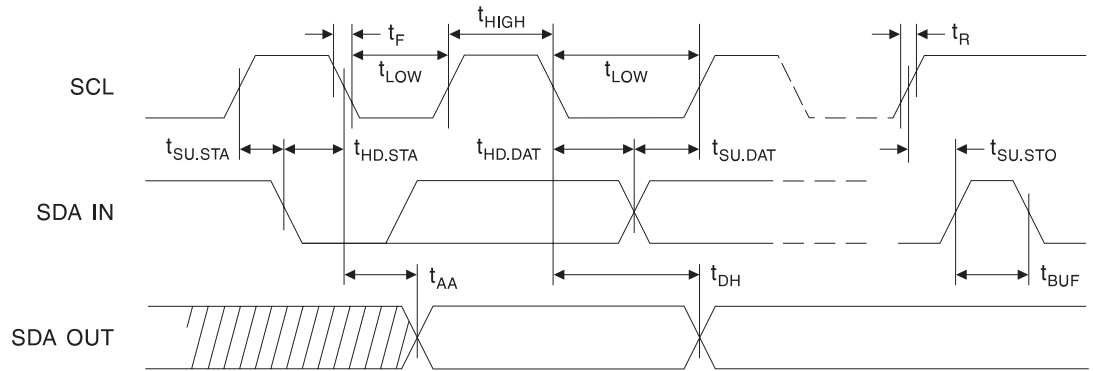 tHIGH
tF
tLOW
tLOW
tR
SCL
tSU.STA
tHD.STA
tHD.DAT
tSU.DAT
tSU.STO
SDA IN
tAA
tDH
tBUF
SDA OUT